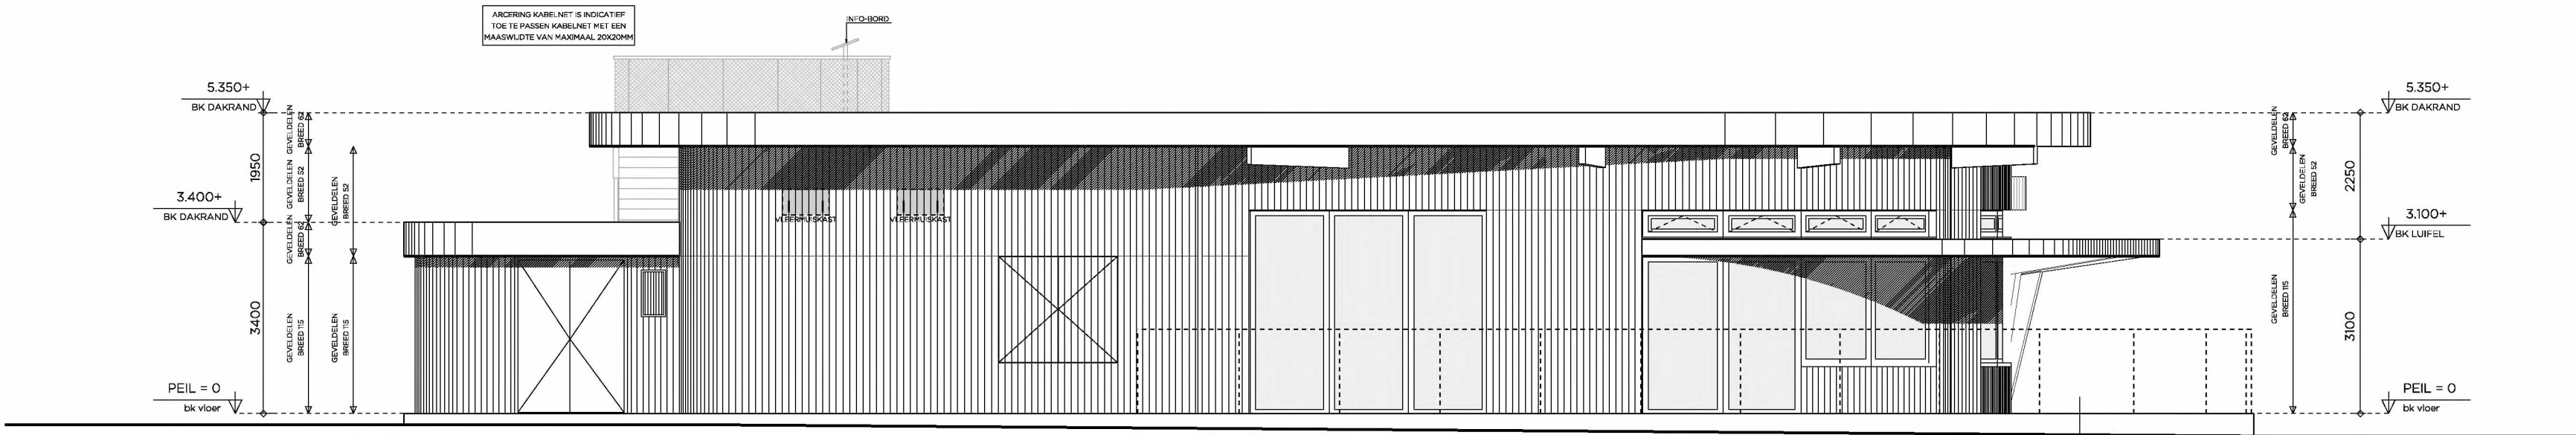 ARCERING KABELNET IS INDICATIEF
TOE TE PASSEN KABELNET MET EEN
MAASWIJDTE VAN MAXIMAAL 20X20MM
INFO-BORD
5.350+
BK DAKRAND
3.400+
BK DAKRAND
PEIL = 0
bk vloer
1950
3400
GEVELDELEN
BREED 62
GEVELDELEN
BREED 52
GEVELDELEN
BREED 62
GEVELDELEN
BREED 115
GEVELDELEN
BREED 52
GEVELDELEN
BREED 115
VLEERMUISKAST
VLEERMUISKAST
GEVELDELEN
BREED 62
GEVELDELEN
BREED 52
GEVELDELEN
BREED 115
2250
3100
5.350+
BK DAKRAND
3.100+
BK LUIFEL
PEIL = 0
bk vloer